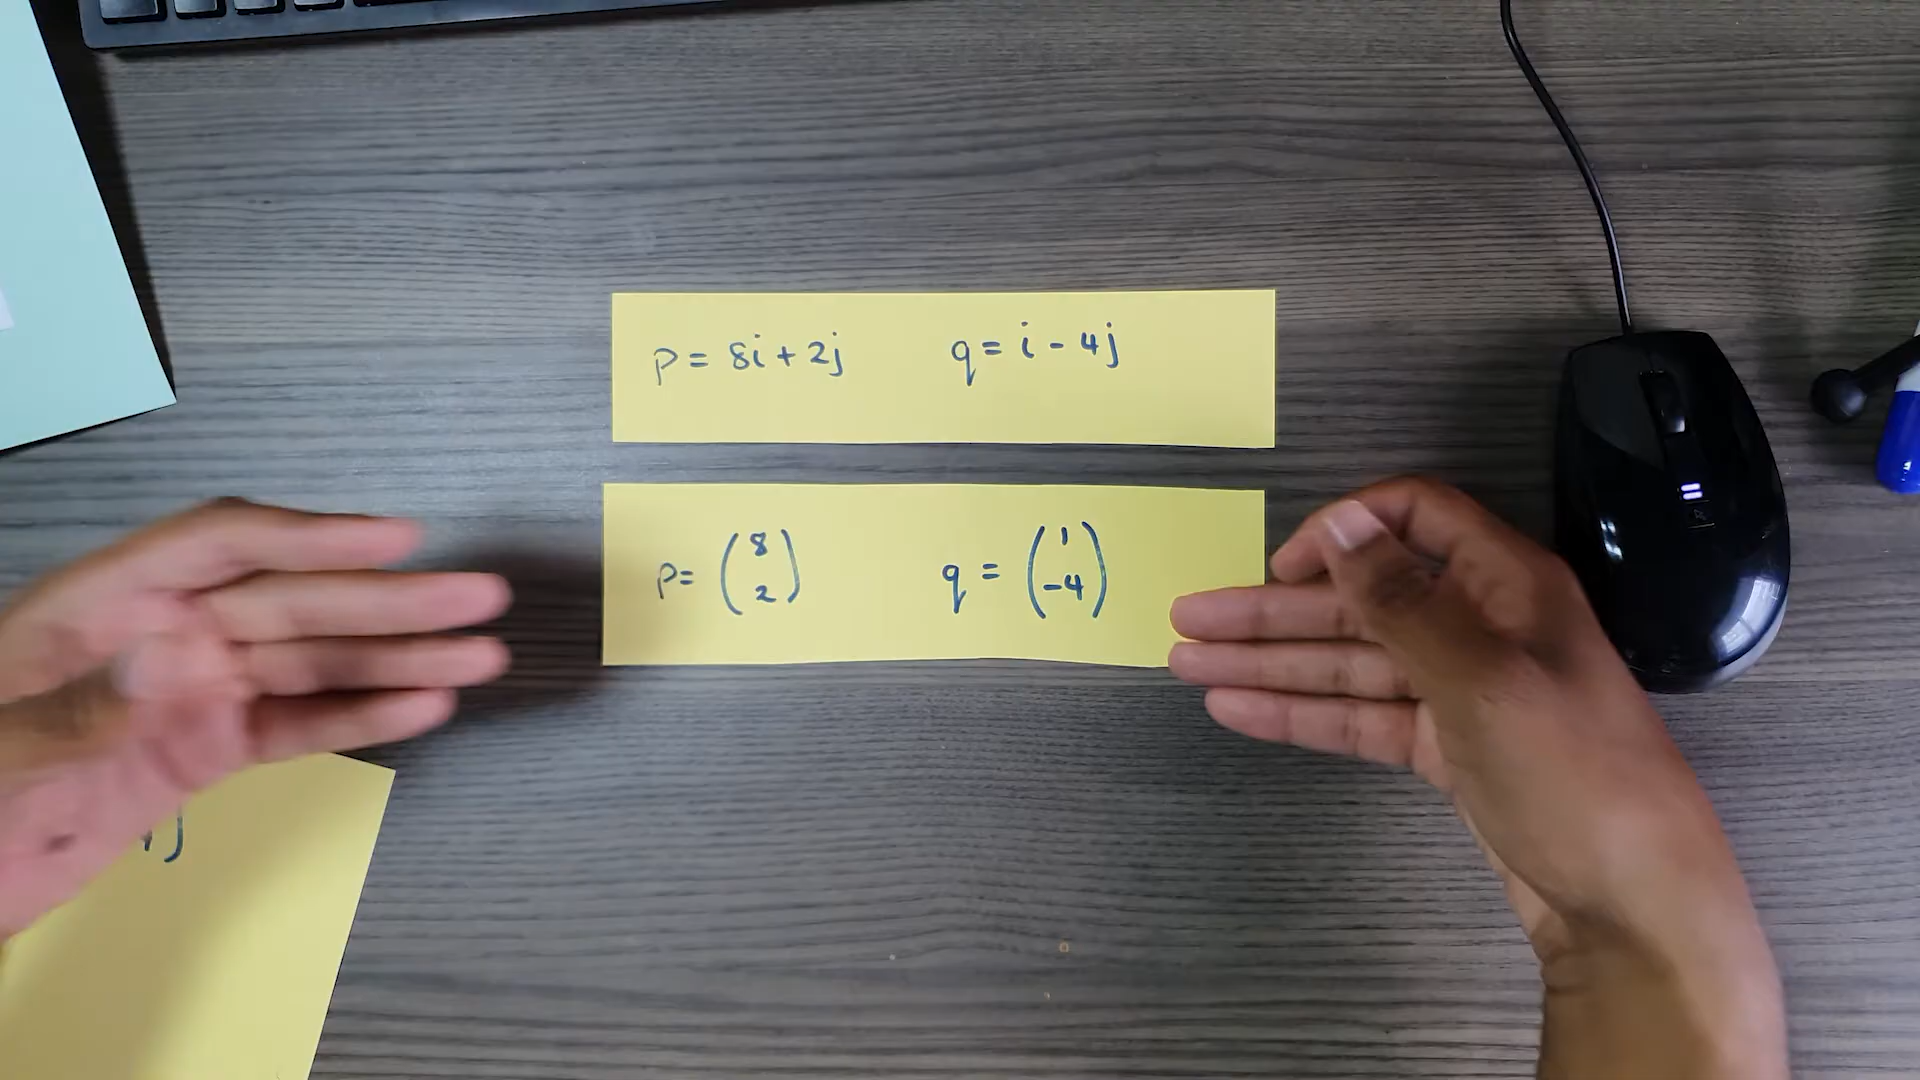 p = 8i + 2j q = i - 4j
p = (8 2) q = (1 -4)
j